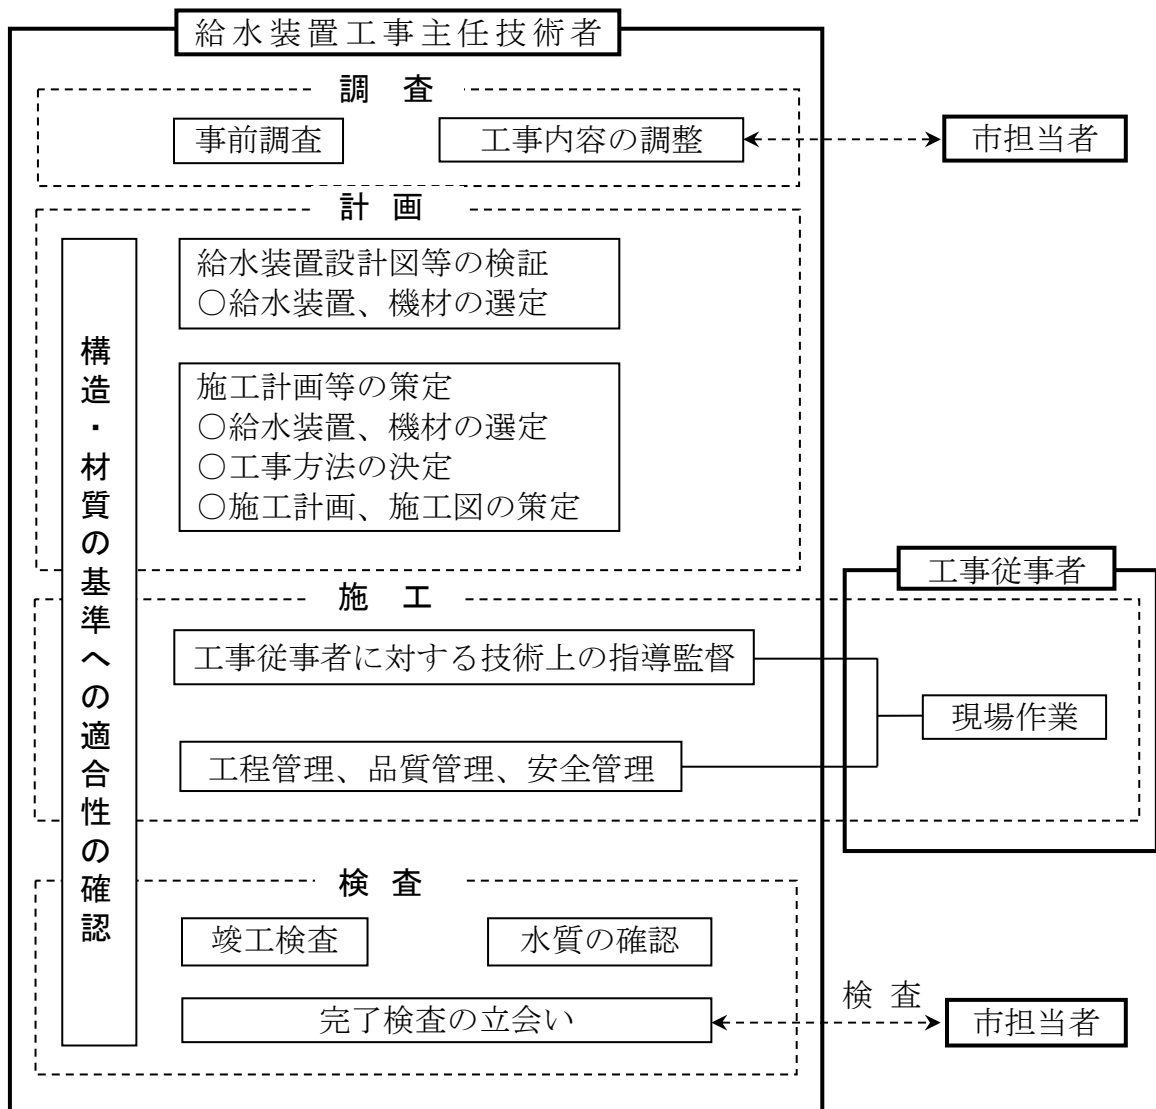 給水装置工事主任技術者
調 査
事前調査
工事内容の調整
市担当者
計 画
構造・材質の基準への適合性の確認
給水装置設計図等の検証
○給水装置、機材の選定
施工計画等の策定
○給水装置、機材の選定
○工事方法の決定
○施工計画、施工図の策定
工事従事者
施 工
工事従事者に対する技術上の指導監督
現場作業
工程管理、品質管理、安全管理
検 査
竣工検査
水質の確認
完了検査の立会い
検 査
市担当者